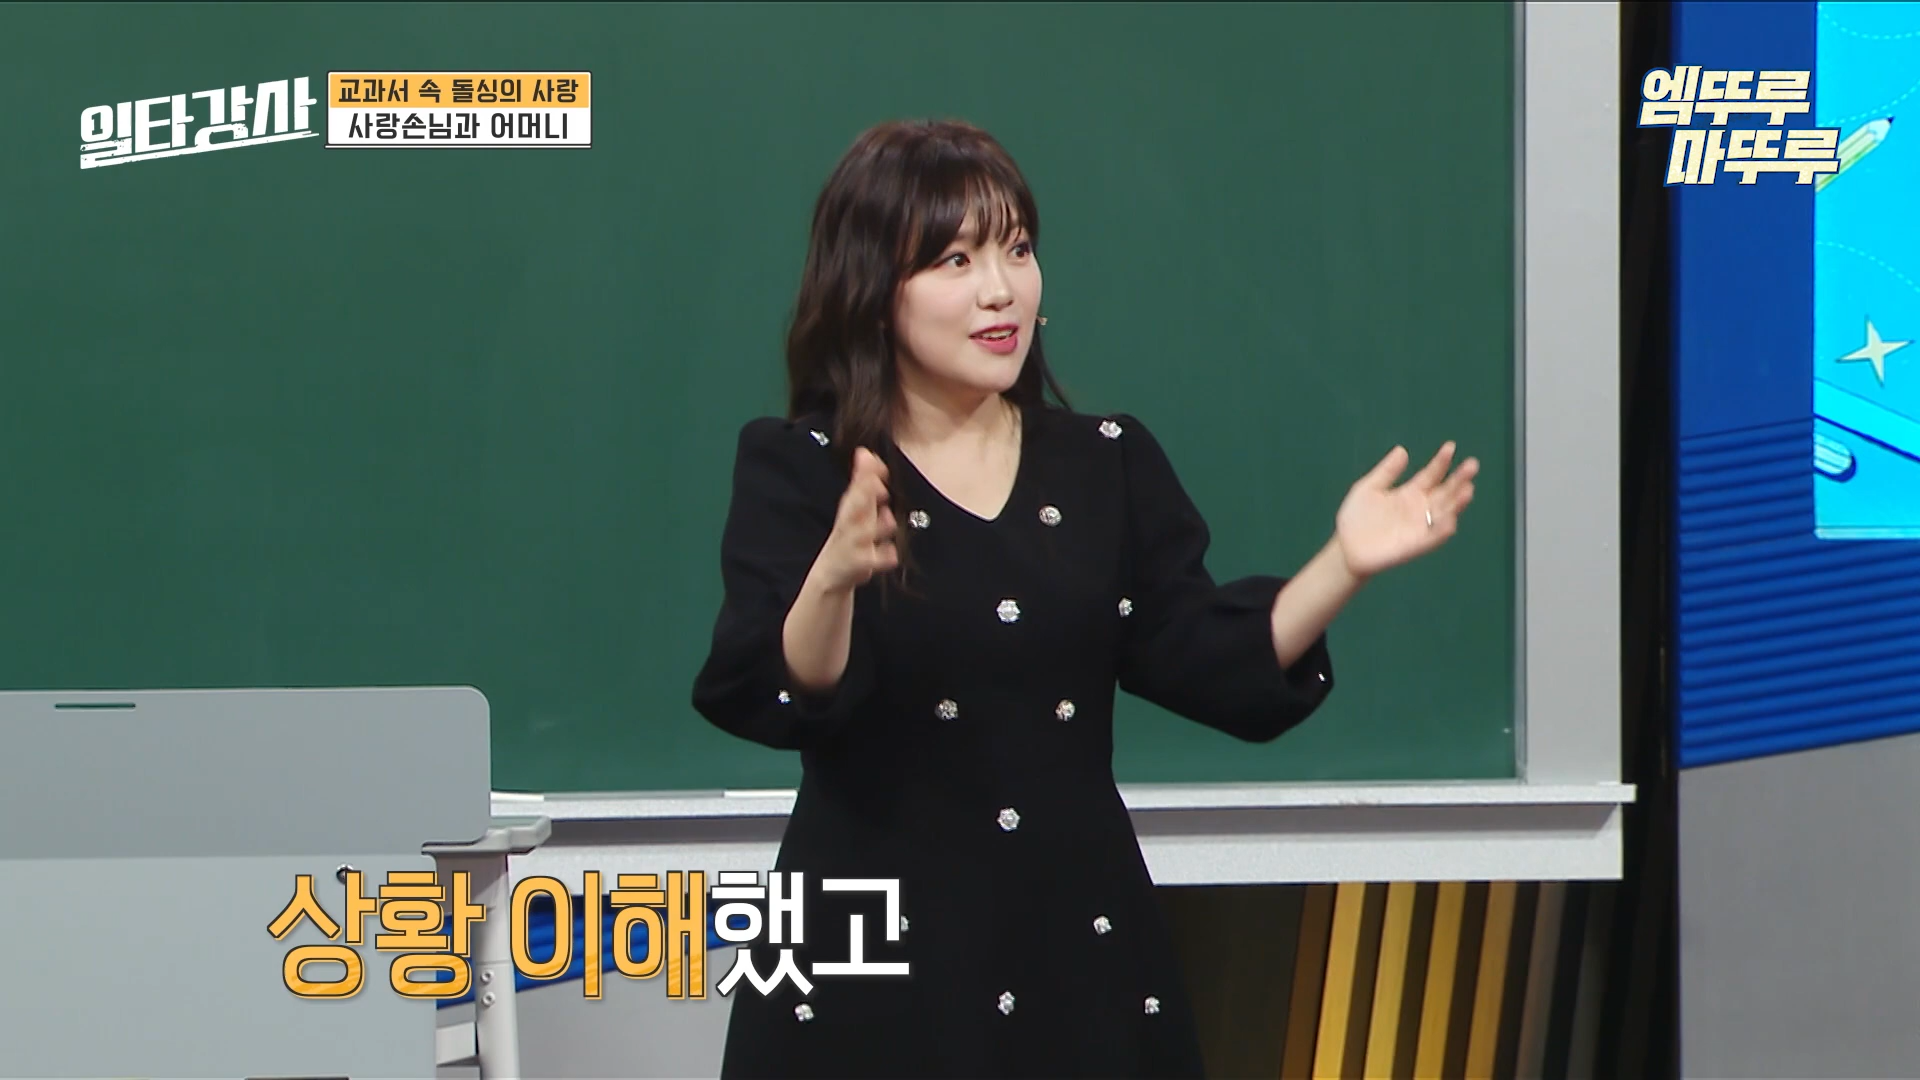 일타강사
교과서 속 돌싱의 사랑
사랑손님과 어머니
엠뚜루
마뚜루
상황 이해했고